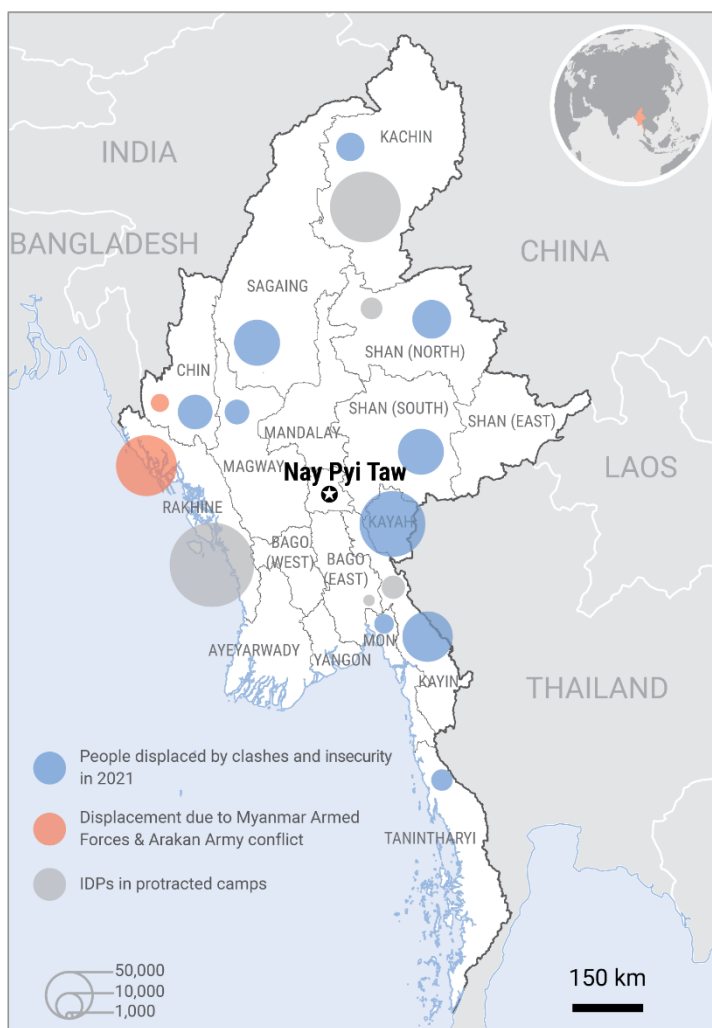 KACHIN
INDIA
BANGLADESH
CHINA
SAGAING
SHAN (NORTH)
CHIN
SHAN (SOUTH)
SHAN (EAST)
MANDALAY
MAGWAY
Nay Pyi Taw
LAOS
RAKHINE
KAYAH
BAGO
(WEST)
BAGO
(EAST)
AYEYARWADY
YANGON
MON
KAYIN
THAILAND
People displaced by clashes and insecurity
in 2021
Displacement due to Myanmar Armed
Forces & Arakan Army conflict
TANINTHARYI
IDPs in protracted camps
50,000
10,000
1,000
150 km